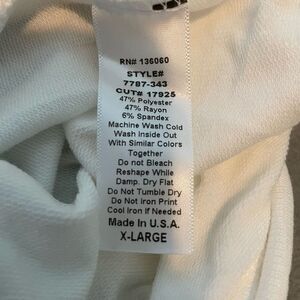 RN# 136060
STYLE#
7787-343
CUT# 17925
47% Polyester
47% Rayon
6% Spandex
Machine Wash Cold
Wash Inside Out
With Similar Colors
Together
Do not Bleach
Reshape While
Damp. Dry Flat
Do Not Tumble Dry
Do Not Iron Print
Cool Iron if Needed
Made In U.S.A.
X-LARGE